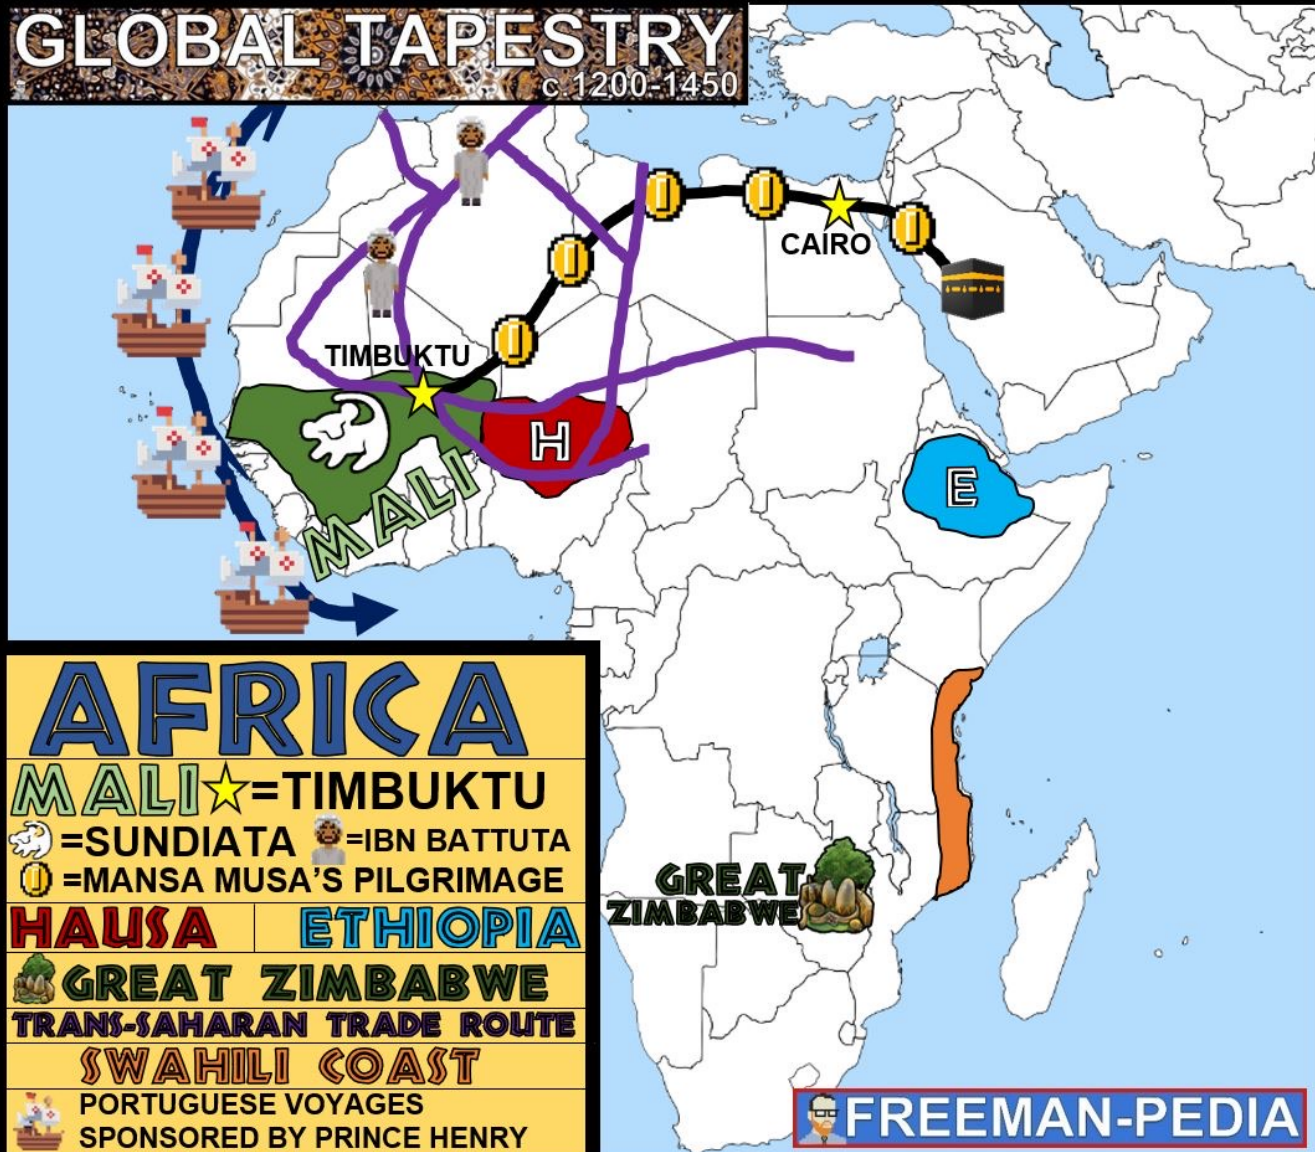 GLOBAL TAPESTRY
c.1200-1450
CAIRO
TIMBUKTU
H
MALI
E
GREAT
ZIMBABWE
AFRICA
MALI =TIMBUKTU
=SUNDIATA =IBN BATTUTA
=MANSA MUSA'S PILGRIMAGE
HAUSA ETHIOPIA
GREAT ZIMBABWE
TRANS-SAHARAN TRADE ROUTE
SWAHILI COAST
PORTUGUESE VOYAGES
SPONSORED BY PRINCE HENRY
FREEMAN-PEDIA